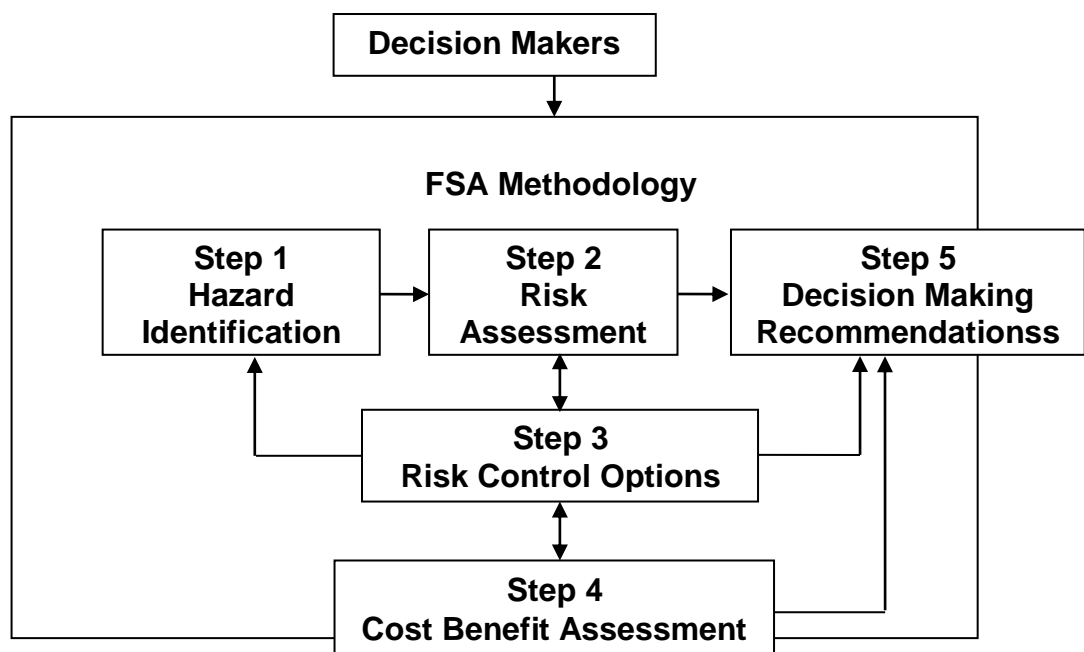 Decision Makers
FSA Methodology
Step 1
Hazard
Identification
Step 2
Risk
Assessment
Step 5
Decision Making
Recommendationss
Step 3
Risk Control Options
Step 4
Cost Benefit Assessment